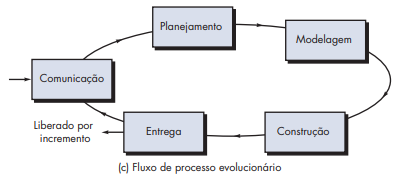 Planejamento
Modelagem
Comunicação
Liberado por
incremento
Entrega
Construção
(c) Fluxo de processo evolucionário